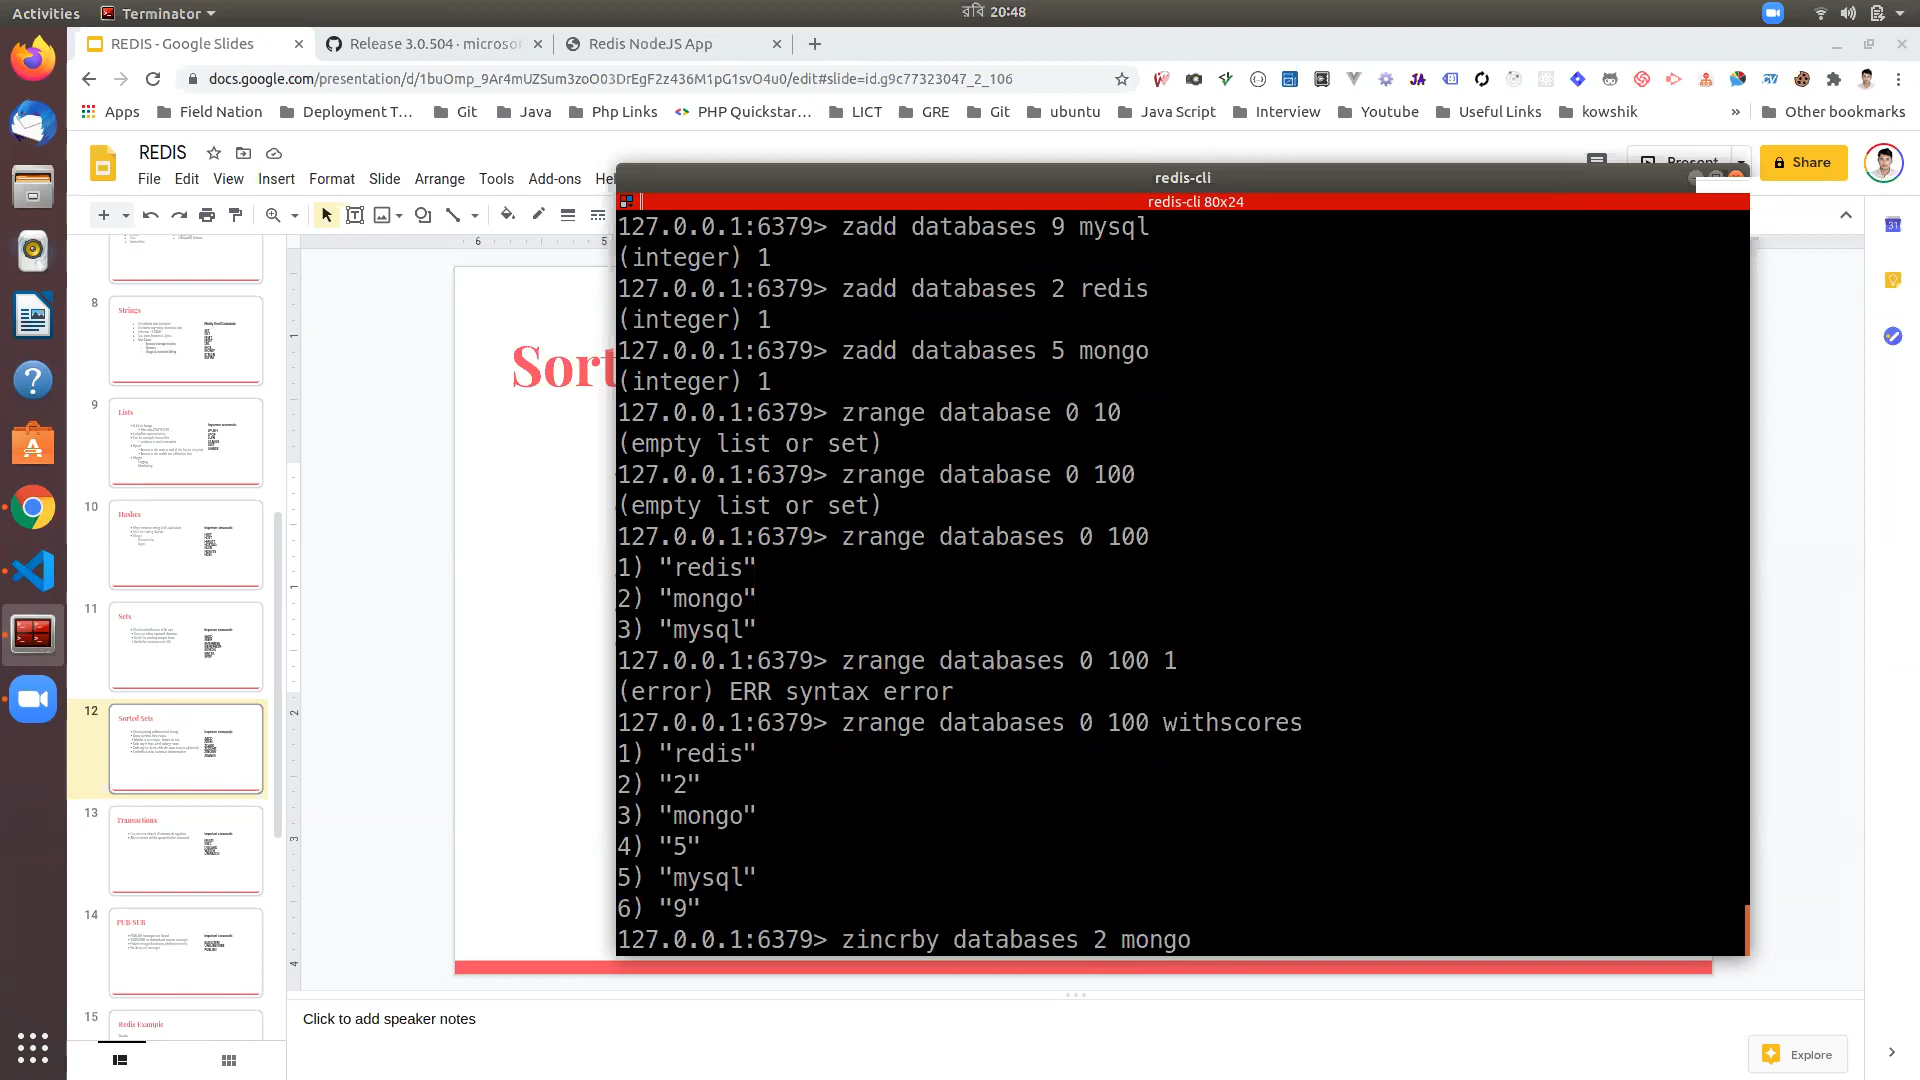 Activities
Terminator
রবি 20:48
REDIS - Google Slides
Release 3.0.504 · microsof
Redis NodeJS App
docs.google.com/presentation/d/1buOmp_9Ar4mUZSum3zoO03DrEgF2z436M1pG1svO4u0/edit#slide=id.g9c77323047_2_106
Apps
Field Nation
Deployment T...
Git
Java
Php Links
PHP Quickstar...
LICT
GRE
Git
ubuntu
Java Script
Interview
Youtube
Useful Links
kowshik
»
Other bookmarks
REDIS
Present
Share
File Edit View Insert Format Slide Arrange Tools Add-ons Hel
redis-cli
redis-cli 80x24
127.0.0.1:6379> zadd databases 9 mysql
(integer) 1
127.0.0.1:6379> zadd databases 2 redis
(integer) 1
127.0.0.1:6379> zadd databases 5 mongo
(integer) 1
127.0.0.1:6379> zrange database 0 10
(empty list or set)
127.0.0.1:6379> zrange database 0 100
(empty list or set)
127.0.0.1:6379> zrange databases 0 100
1) "redis"
2) "mongo"
3) "mysql"
127.0.0.1:6379> zrange databases 0 100 1
(error) ERR syntax error
127.0.0.1:6379> zrange databases 0 100 withscores
1) "redis"
2) "2"
3) "mongo"
4) "5"
5) "mysql"
6) "9"
127.0.0.1:6379> zincrby databases 2 mongo
Sort
8
Strings
9
Lists
10
Hashes
11
Sets
12
Sorted Sets
13
Transactions
14
PUB/SUB
15
Redis Example
6 5
1
1
2
3
4
Click to add speaker notes
Explore